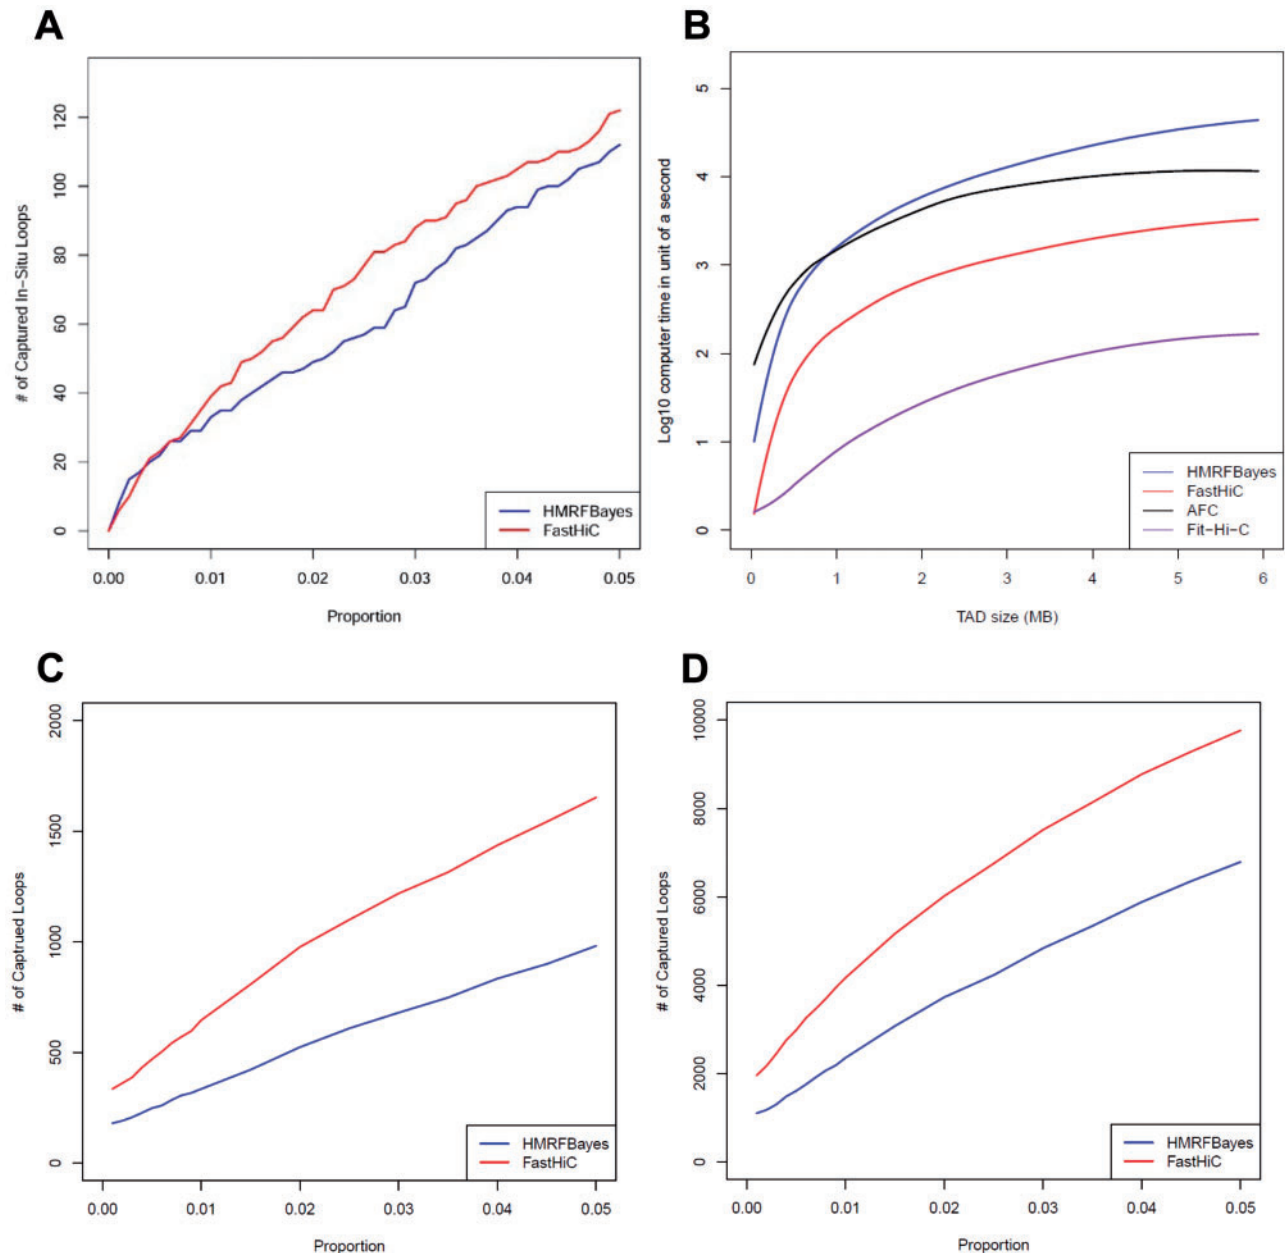 A
# of Captured In-Situ Loops
120
100
80
60
40
20
0
0.00 0.01 0.02 0.03 0.04 0.05
Proportion
HMRFBayes
FastHiC
B
Log10 computer time in unit of a second
5
4
3
2
1
0
0 1 2 3 4 5 6
TAD size (MB)
HMRFBayes
FastHiC
AFC
Fit-Hi-C
C
# of Captrued Loops
2000
1500
1000
500
0
0.00 0.01 0.02 0.03 0.04 0.05
Proportion
HMRFBayes
FastHiC
D
# of Captured Loops
10000
8000
6000
4000
2000
0
0.00 0.01 0.02 0.03 0.04 0.05
Proportion
HMRFBayes
FastHiC